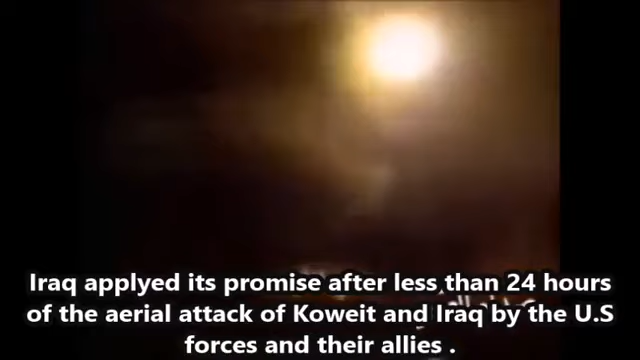 Iraq applyed its promise after less than 24 hours
of the aerial attack of Koweit and Iraq by the U.S
forces and their allies .